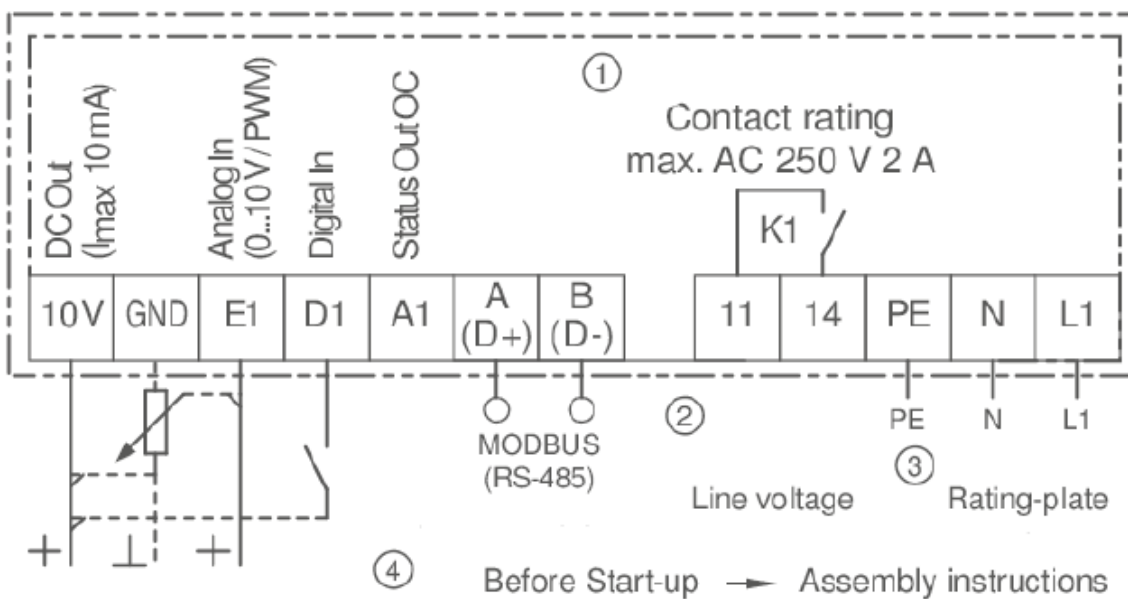 ①
DC Out
(Imax 10 mA)
Analog In
(0...10 V / PWM)
Digital In
Status Out OC
Contact rating
max. AC 250 V 2 A
K1
10V GND E1 D1 A1 A (D+) B (D-) 11 14 PE N L1
②
PE N L1
MODBUS
(RS-485)
③
Line voltage Rating-plate
+ ⊥ +
④ Before Start-up → Assembly instructions